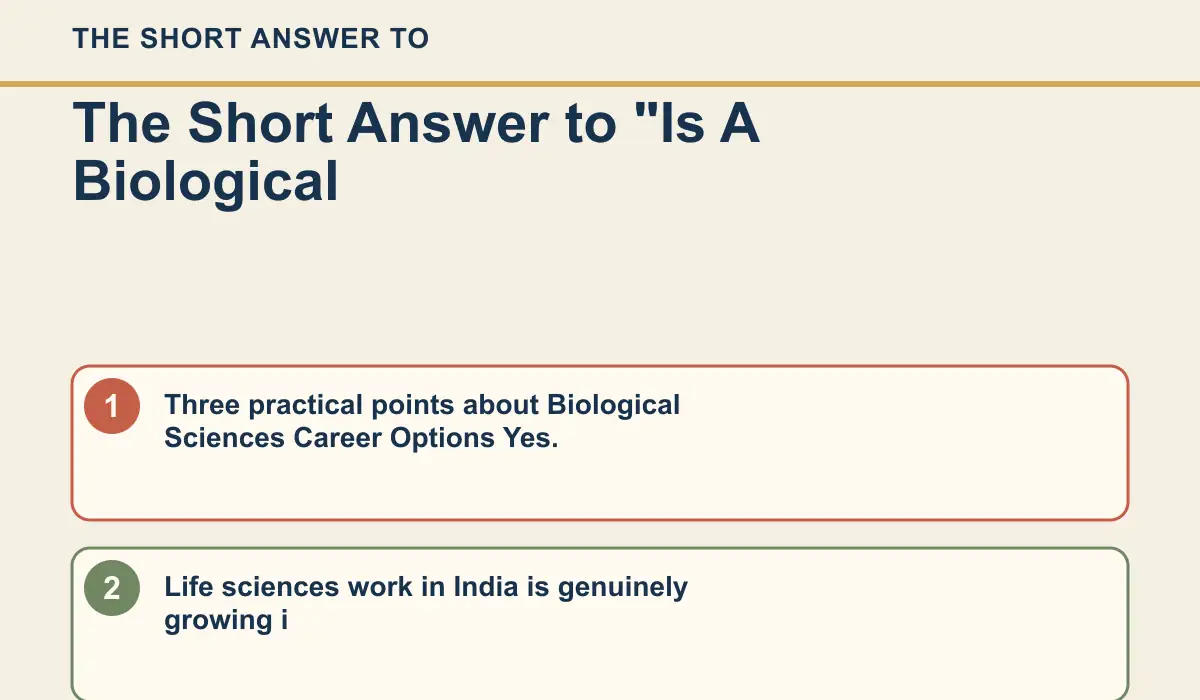 THE SHORT ANSWER TO
The Short Answer to "Is A
Biological
1
Three practical points about Biological
Sciences Career Options Yes.
2
Life sciences work in India is genuinely
growing i